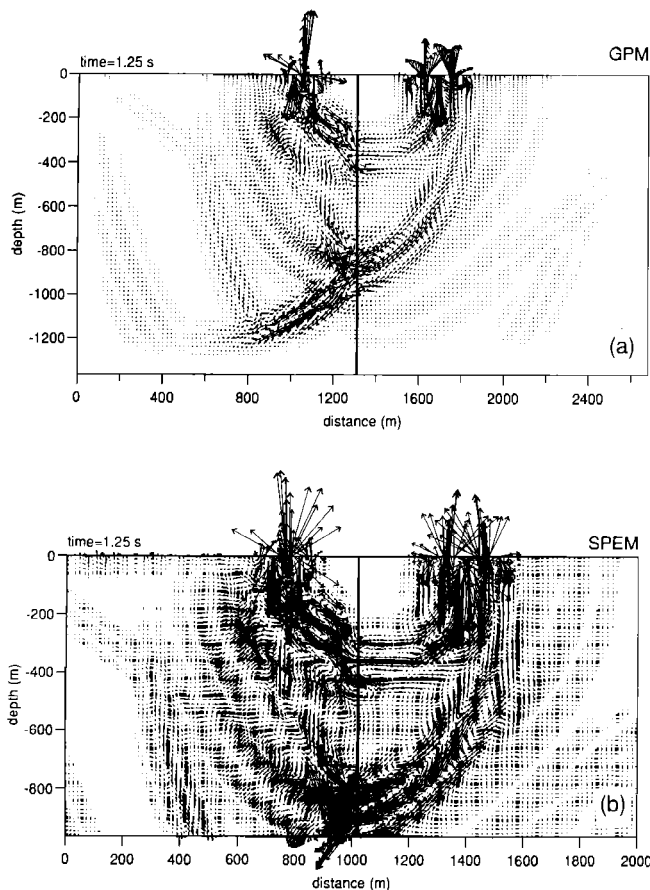 time=1.25 s
GPM
0
-200
-400
-600
-800
-1000
-1200
depth (m)
(a)
0 400 800 1200 1600 2000 2400
distance (m)
time=1.25 s
SPEM
0
-200
-400
-600
-800
depth (m)
(b)
0 200 400 600 800 1000 1200 1400 1600 1800 2000
distance (m)